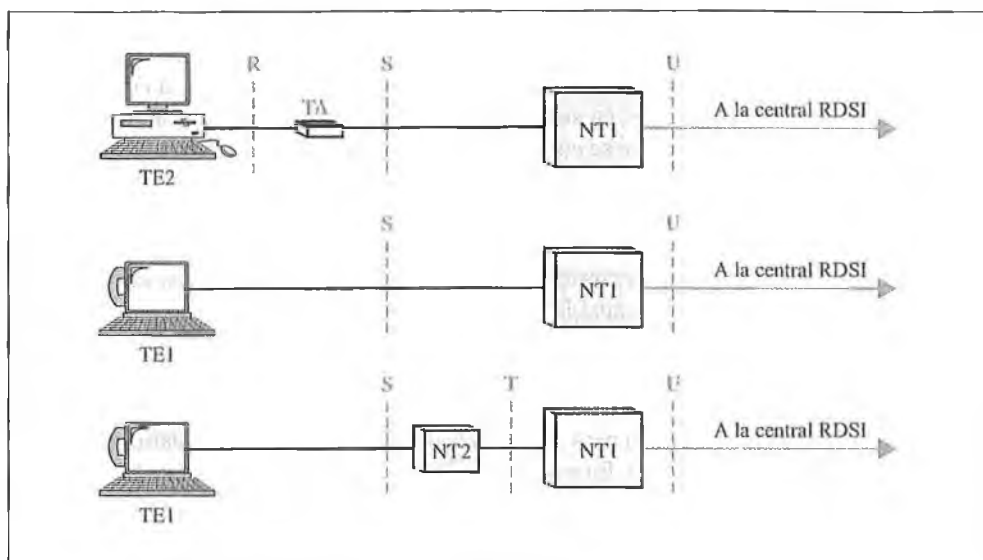 R S U
TA
NT1
A la central RDSI
TE2
S U
NT1
A la central RDSI
TE1
S T U
NT2
NT1
A la central RDSI
TE1